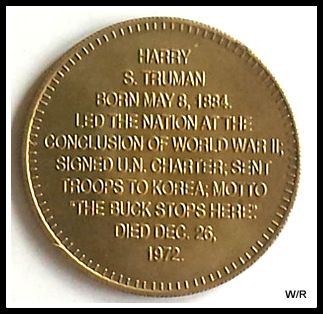 HARRY
S. TRUMAN
BORN MAY 8, 1884.
LED THE NATION AT THE
CONCLUSION OF WORLD WAR II;
SIGNED U.N. CHARTER; SENT
TROOPS TO KOREA; MOTTO
"THE BUCK STOPS HERE."
DIED DEC. 26,
1972.
W/R